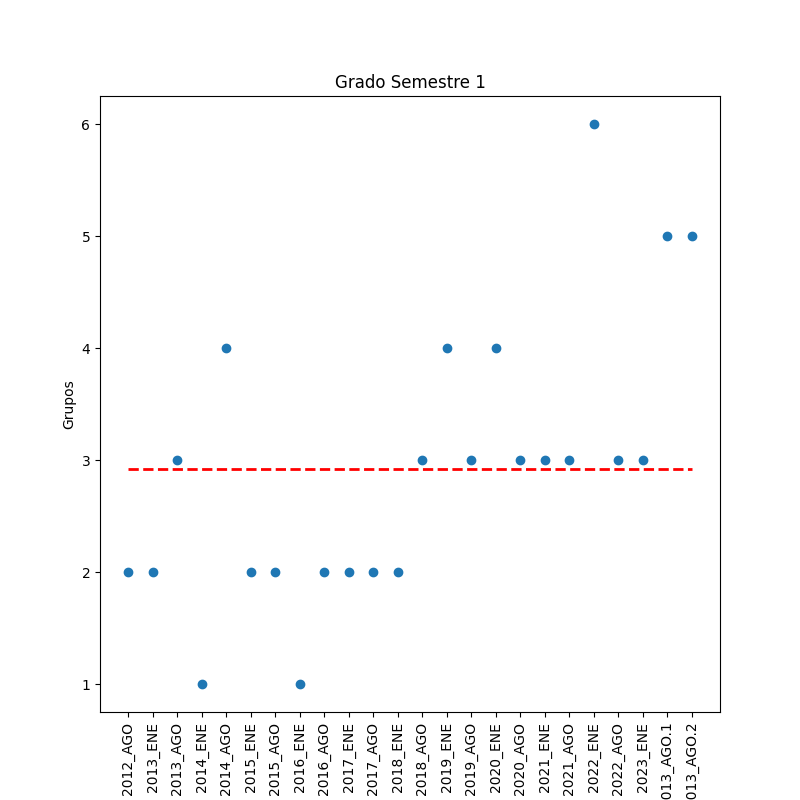 Grado Semestre 1
Grupos
6
5
4
3
2
1
2012_AGO
2013_ENE
2013_AGO
2014_ENE
2014_AGO
2015_ENE
2015_AGO
2016_ENE
2016_AGO
2017_ENE
2017_AGO
2018_ENE
2018_AGO
2019_ENE
2019_AGO
2020_ENE
2020_AGO
2021_ENE
2021_AGO
2022_ENE
2022_AGO
2023_ENE
013_AGO.1
013_AGO.2